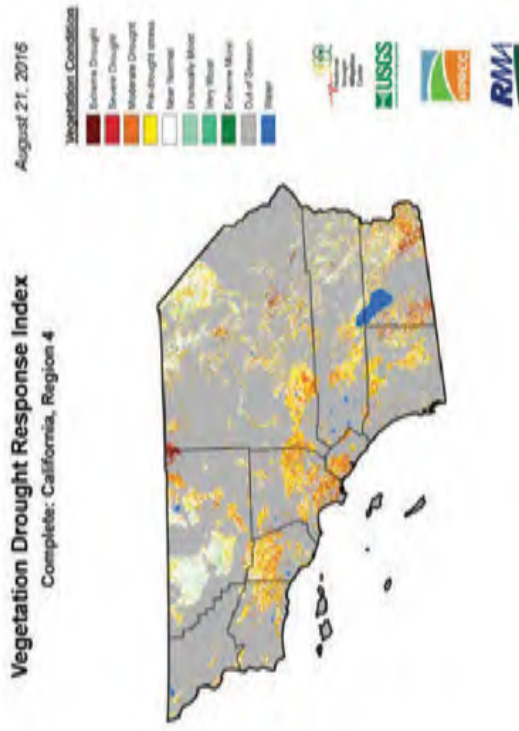 Vegetation Drought Response Index
Complete: California, Region 4
August 21, 2016
Vegetation Condition
Extreme Drought
Severe Drought
Moderate Drought
Pre-drought stress
Near Normal
Unusually Moist
Very Moist
Extreme Moist
Out of Season
Water
USGS
RMA